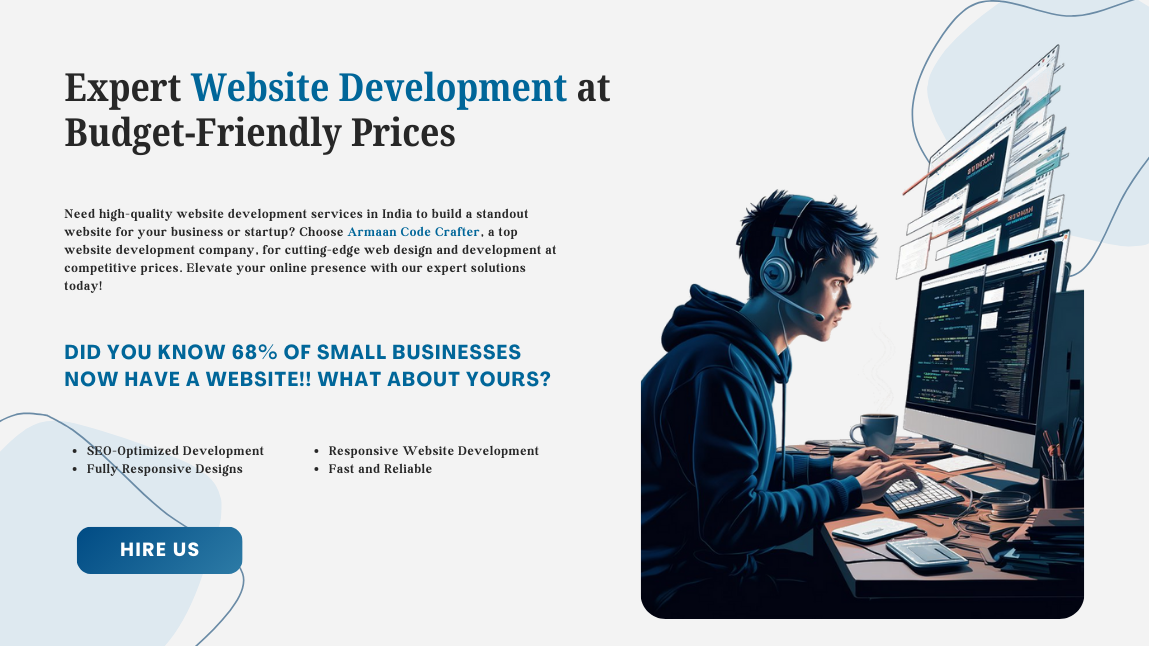 Expert Website Development at
Budget-Friendly Prices
Need high-quality website development services in India to build a standout
website for your business or startup? Choose Armaan Code Crafter, a top
website development company, for cutting-edge web design and development at
competitive prices. Elevate your online presence with our expert solutions
today!
DID YOU KNOW 68% OF SMALL BUSINESSES
NOW HAVE A WEBSITE!! WHAT ABOUT YOURS?
• SEO-Optimized Development
• Fully Responsive Designs
• Responsive Website Development
• Fast and Reliable
HIRE US